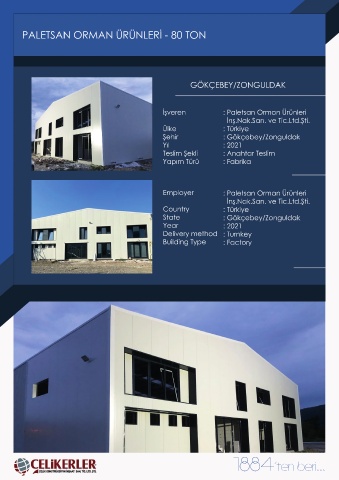 PALETSAN ORMAN ÜRÜNLERİ - 80 TON
GÖKÇEBEY/ZONGULDAK
İşveren : Paletsan Orman Ürünleri
İnş.Nak.San. ve Tic.Ltd.Şti.
Ülke : Türkiye
Şehir : Gökçebey/Zonguldak
Yıl : 2021
Teslim Şekli : Anahtar Teslim
Yapım Türü : Fabrika
Employer : Paletsan Orman Ürünleri
İnş.Nak.San. ve Tic.Ltd.Şti.
Country : Türkiye
State : Gökçebey/Zonguldak
Year : 2021
Delivery method : Turnkey
Building Type : Factory
ÇELİKERLER
1884'ten beri...